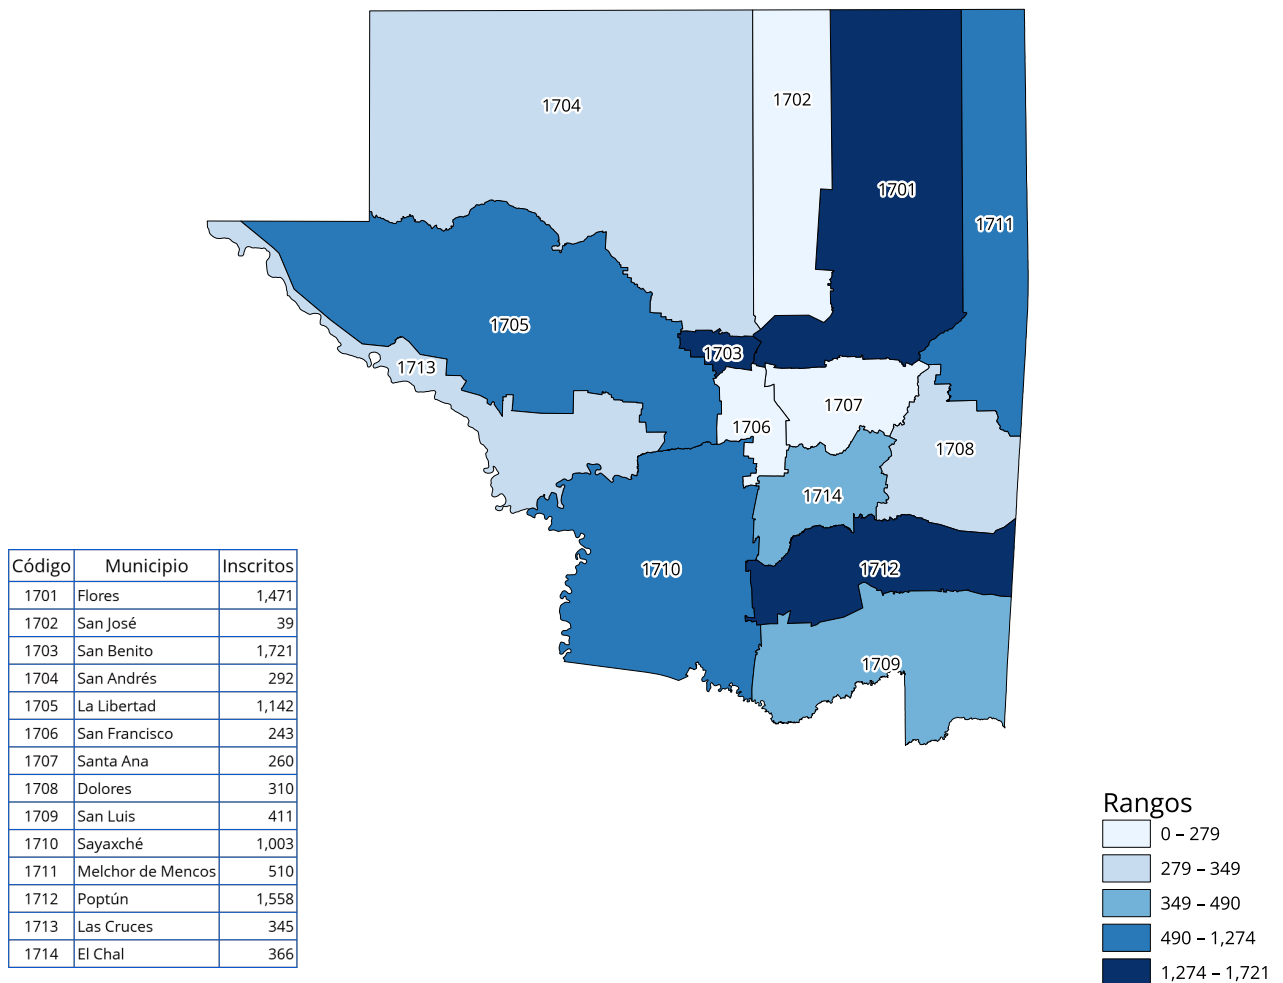 1704
1702
1701
1711
1705
1703
1713
1707
1706
1708
1714
1710
1712
1709
Código Municipio Inscritos
1701 Flores 1,471
1702 San José 39
1703 San Benito 1,721
1704 San Andrés 292
1705 La Libertad 1,142
1706 San Francisco 243
1707 Santa Ana 260
1708 Dolores 310
1709 San Luis 411
1710 Sayaxché 1,003
1711 Melchor de Mencos 510
1712 Poptún 1,558
1713 Las Cruces 345
1714 El Chal 366
Rangos
0 – 279
279 – 349
349 – 490
490 – 1,274
1,274 – 1,721